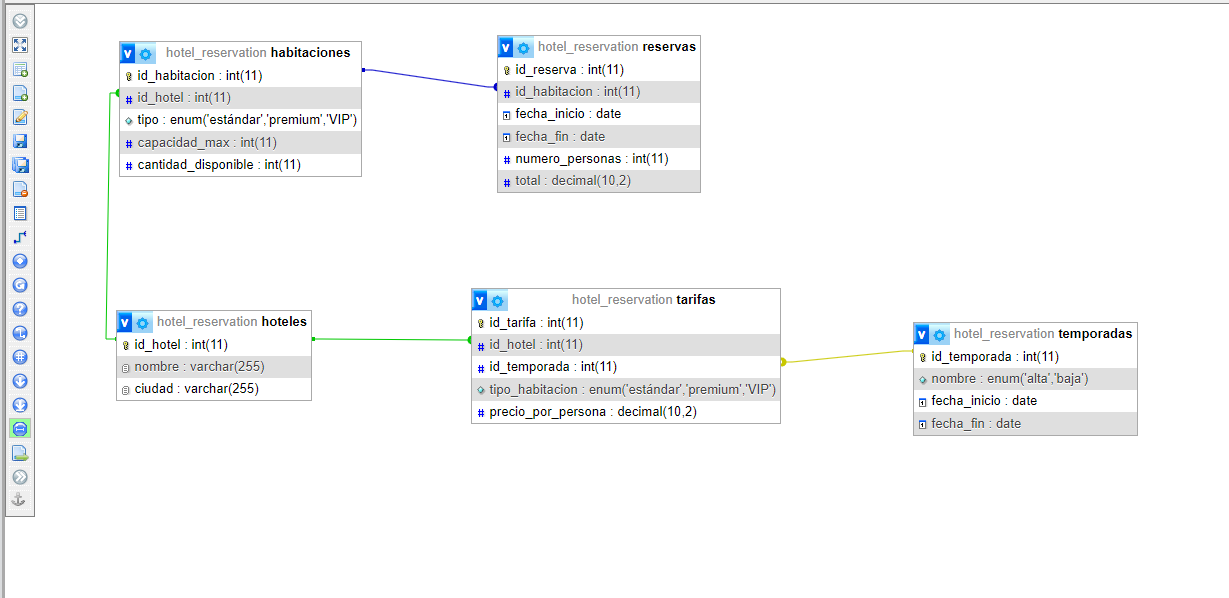 hotel_reservation habitaciones
id_habitacion : int(11)
id_hotel : int(11)
tipo : enum('estándar','premium','VIP')
capacidad_max : int(11)
cantidad_disponible : int(11)
hotel_reservation reservas
id_reserva : int(11)
id_habitacion : int(11)
fecha_inicio : date
fecha_fin : date
numero_personas : int(11)
total : decimal(10,2)
hotel_reservation hoteles
id_hotel : int(11)
nombre : varchar(255)
ciudad : varchar(255)
hotel_reservation tarifas
id_tarifa : int(11)
id_hotel : int(11)
id_temporada : int(11)
tipo_habitacion : enum('estándar','premium','VIP')
precio_por_persona : decimal(10,2)
hotel_reservation temporadas
id_temporada : int(11)
nombre : enum('alta','baja')
fecha_inicio : date
fecha_fin : date